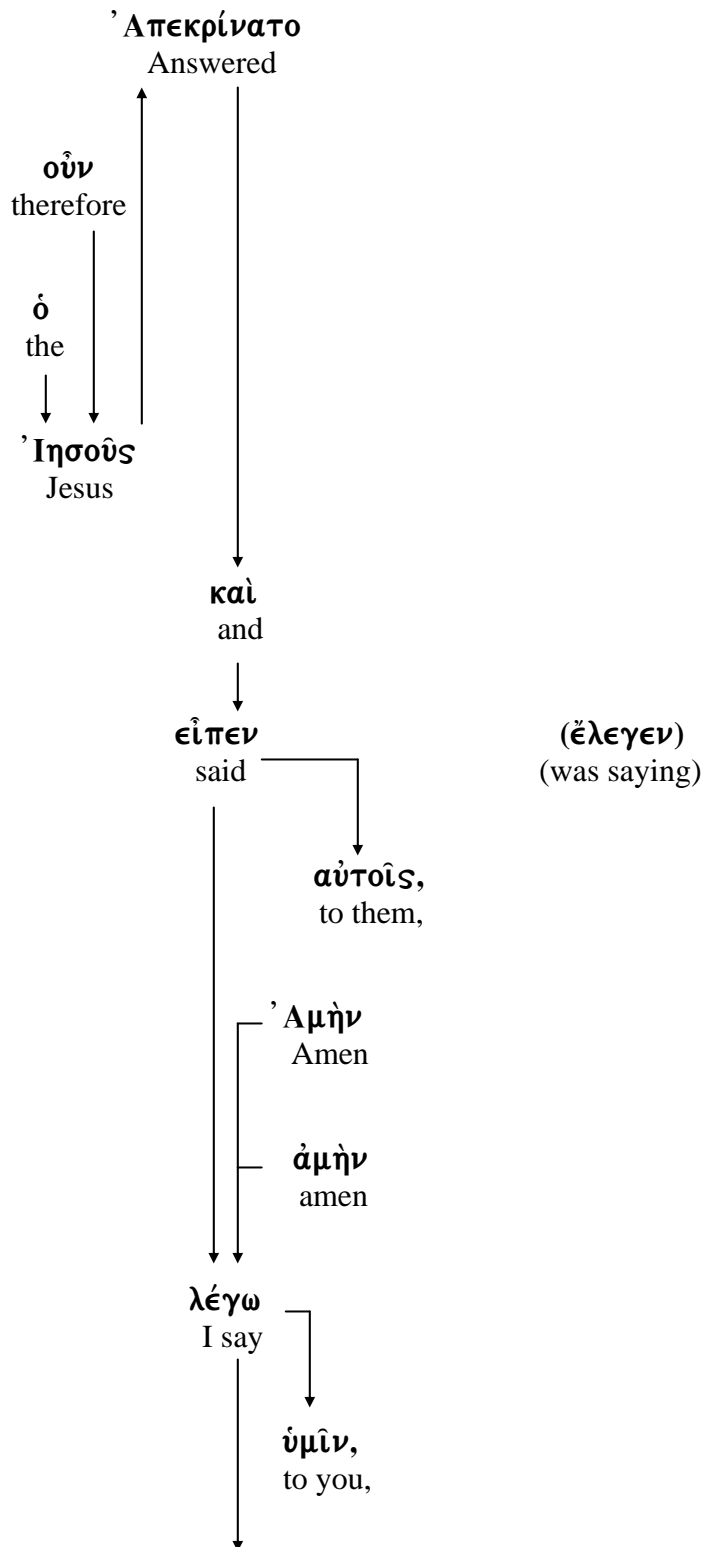 ᾿Απεκρίνατο
Answered
οὖν
therefore
ὁ
the
᾿Ιησοῦς
Jesus
καὶ
and
εἶπεν (ἔλεγεν)
said (was saying)
αὐτοῖς,
to them,
᾿Αμὴν
Amen
ἀμὴν
amen
λέγω
I say
ὑμῖν,
to you,